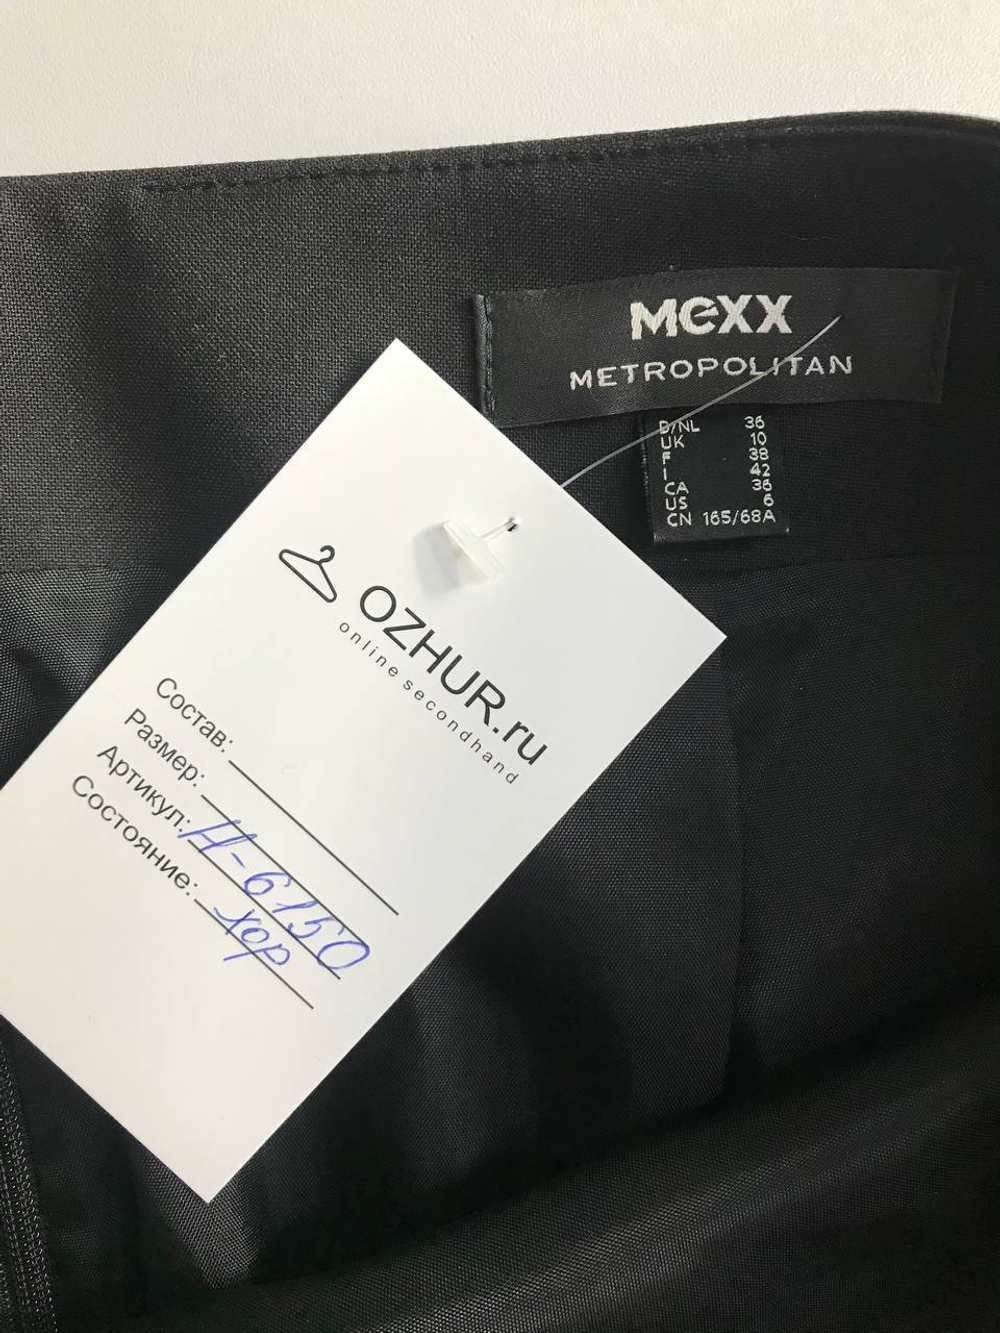 Mexx
METROPOLITAN
D/NL 36
UK 10
F 38
I 42
CA 36
US 6
CN 165/68A
OZHUR.ru
online secondhand
Состав:
Размер:
Артикул: Н-6150
Состояние: хор